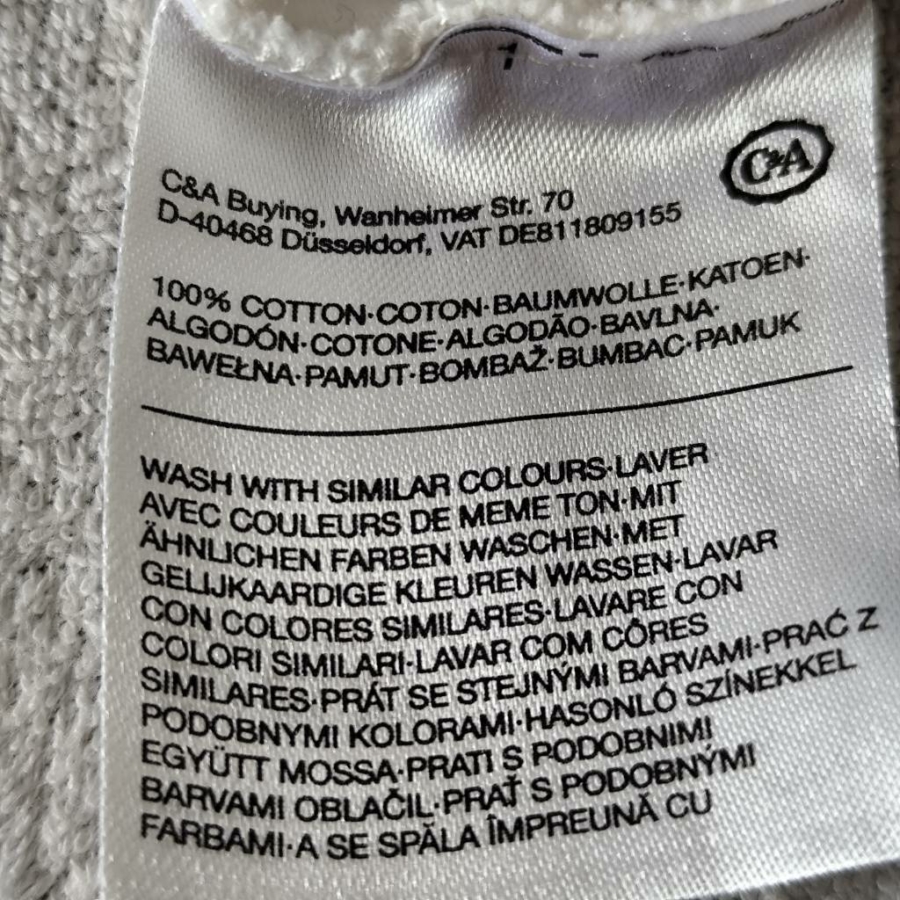 1
C&A
C&A Buying, Wanheimer Str. 70
D-40468 Düsseldorf, VAT DE811809155
100% COTTON·COTON·BAUMWOLLE·KATOEN·
ALGODÓN·COTONE·ALGODÃO·BAVLNA·
BAWEŁNA·PAMUT·BOMBAŽ·BUMBAC·PAMUK
WASH WITH SIMILAR COLOURS·LAVER
AVEC COULEURS DE MEME TON·MIT
ÄHNLICHEN FARBEN WASCHEN·MET
GELIJKAARDIGE KLEUREN WASSEN·LAVAR
CON COLORES SIMILARES·LAVARE CON
COLORI SIMILARI·LAVAR COM CÔRES
SIMILARES·PRÁT SE STEJNÝMI BARVAMI·PRAĆ Z
PODOBNYMI KOLORAMI·HASONLÓ SZÍNEKKEL
EGYÜTT MOSSA·PRATI S PODOBNIMI
BARVAMI OBLAČIL·PRAŤ S PODOBNÝMI
FARBAMI·A SE SPĂLA ÎMPREUNĂ CU